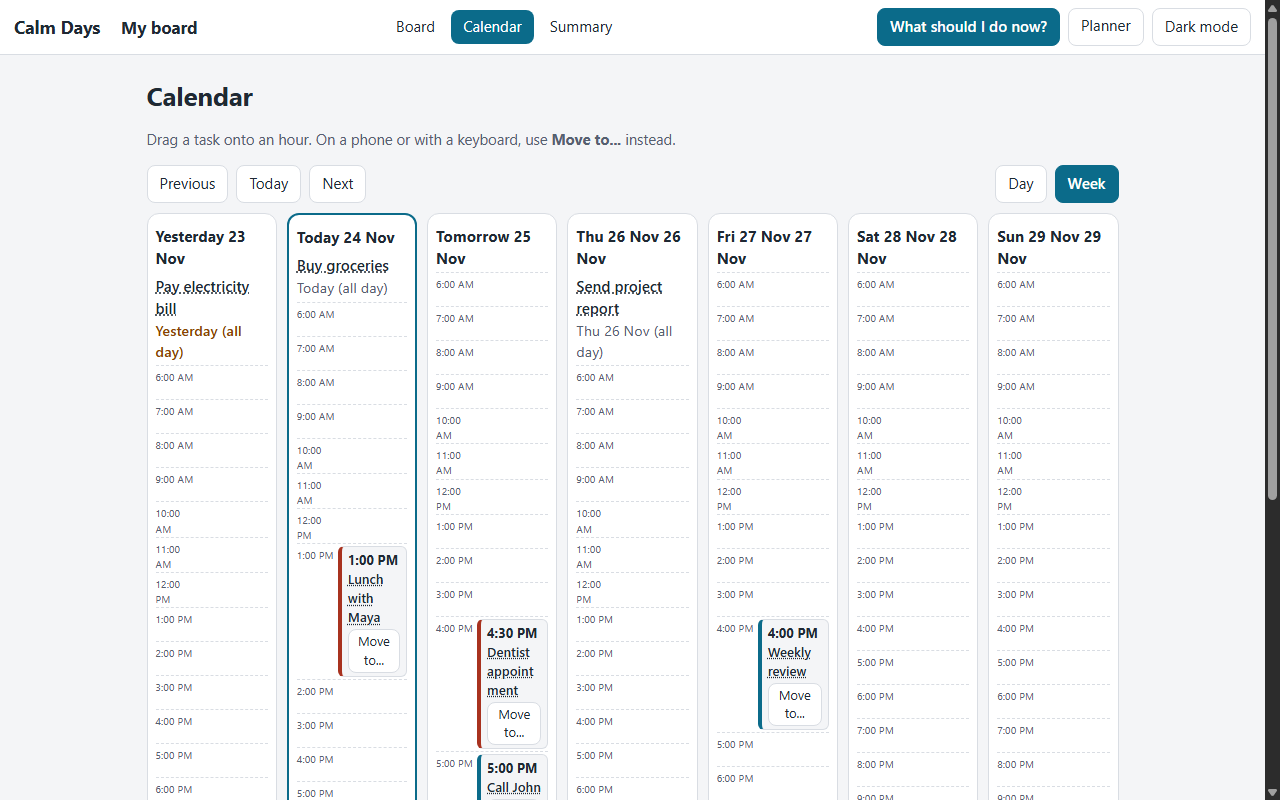 Calm Days My board Board Calendar Summary What should I do now? Planner Dark mode
Calendar
Drag a task onto an hour. On a phone or with a keyboard, use Move to... instead.
Previous Today Next Day Week
Yesterday 23
Nov
Pay electricity
bill
Yesterday (all
day)
6:00 AM
7:00 AM
8:00 AM
9:00 AM
10:00
AM
11:00
AM
12:00
PM
1:00 PM
2:00 PM
3:00 PM
4:00 PM
5:00 PM
6:00 PM
Today 24 Nov
Buy groceries
Today (all day)
6:00 AM
7:00 AM
8:00 AM
9:00 AM
10:00
AM
11:00
AM
12:00
PM
1:00 PM
1:00 PM
Lunch
with
Maya
Move
to...
2:00 PM
3:00 PM
4:00 PM
5:00 PM
Tomorrow 25
Nov
6:00 AM
7:00 AM
8:00 AM
9:00 AM
10:00
AM
11:00
AM
12:00
PM
1:00 PM
2:00 PM
3:00 PM
4:00 PM
4:30 PM
Dentist
appoint
ment
Move
to...
5:00 PM
5:00 PM
Call John
Thu 26 Nov 26
Nov
Send project
report
Thu 26 Nov (all
day)
6:00 AM
7:00 AM
8:00 AM
9:00 AM
10:00
AM
11:00
AM
12:00
PM
1:00 PM
2:00 PM
3:00 PM
4:00 PM
5:00 PM
6:00 PM
Fri 27 Nov 27
Nov
6:00 AM
7:00 AM
8:00 AM
9:00 AM
10:00
AM
11:00
AM
12:00
PM
1:00 PM
2:00 PM
3:00 PM
4:00 PM
4:00 PM
Weekly
review
Move
to...
5:00 PM
6:00 PM
Sat 28 Nov 28
Nov
6:00 AM
7:00 AM
8:00 AM
9:00 AM
10:00
AM
11:00
AM
12:00
PM
1:00 PM
2:00 PM
3:00 PM
4:00 PM
5:00 PM
6:00 PM
7:00 PM
8:00 PM
9:00 PM
Sun 29 Nov 29
Nov
6:00 AM
7:00 AM
8:00 AM
9:00 AM
10:00
AM
11:00
AM
12:00
PM
1:00 PM
2:00 PM
3:00 PM
4:00 PM
5:00 PM
6:00 PM
7:00 PM
8:00 PM
9:00 PM